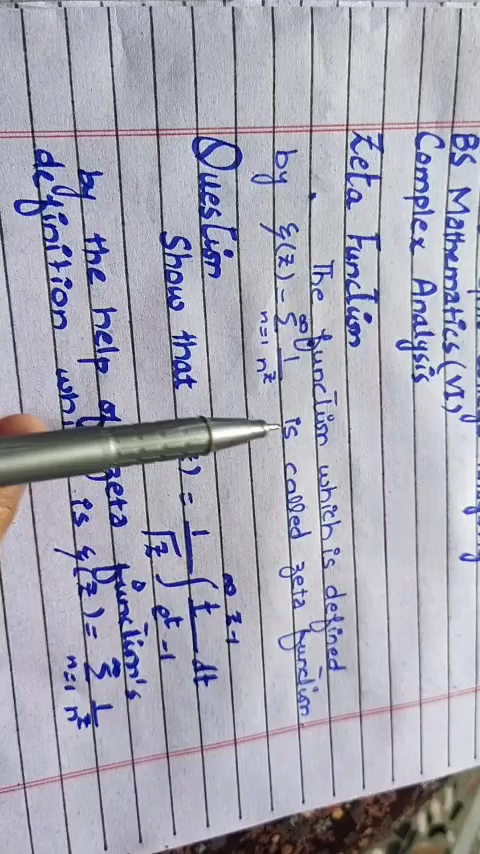 BS Mathematics (VI)
Complex Analysis
Zeta Function
The function which is defined
by ξ(z) = Σ_{n=1}^{∞} 1/n^z is called zeta function
Question
Show that z) = 1/Γz ∫^{∞} t^{z-1}/(e^t - 1) dt
by the help of zeta function's
definition is ξ(z) = Σ_{n=1}^{∞} 1/n^z